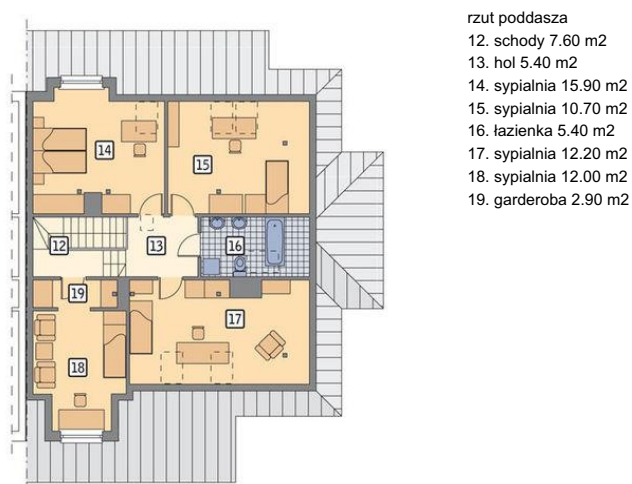 rzut poddasza
12. schody 7.60 m2
13. hol 5.40 m2
14. sypialnia 15.90 m2
15. sypialnia 10.70 m2
16. łazienka 5.40 m2
17. sypialnia 12.20 m2
18. sypialnia 12.00 m2
19. garderoba 2.90 m2
14
15
12
13
16
19
17
18